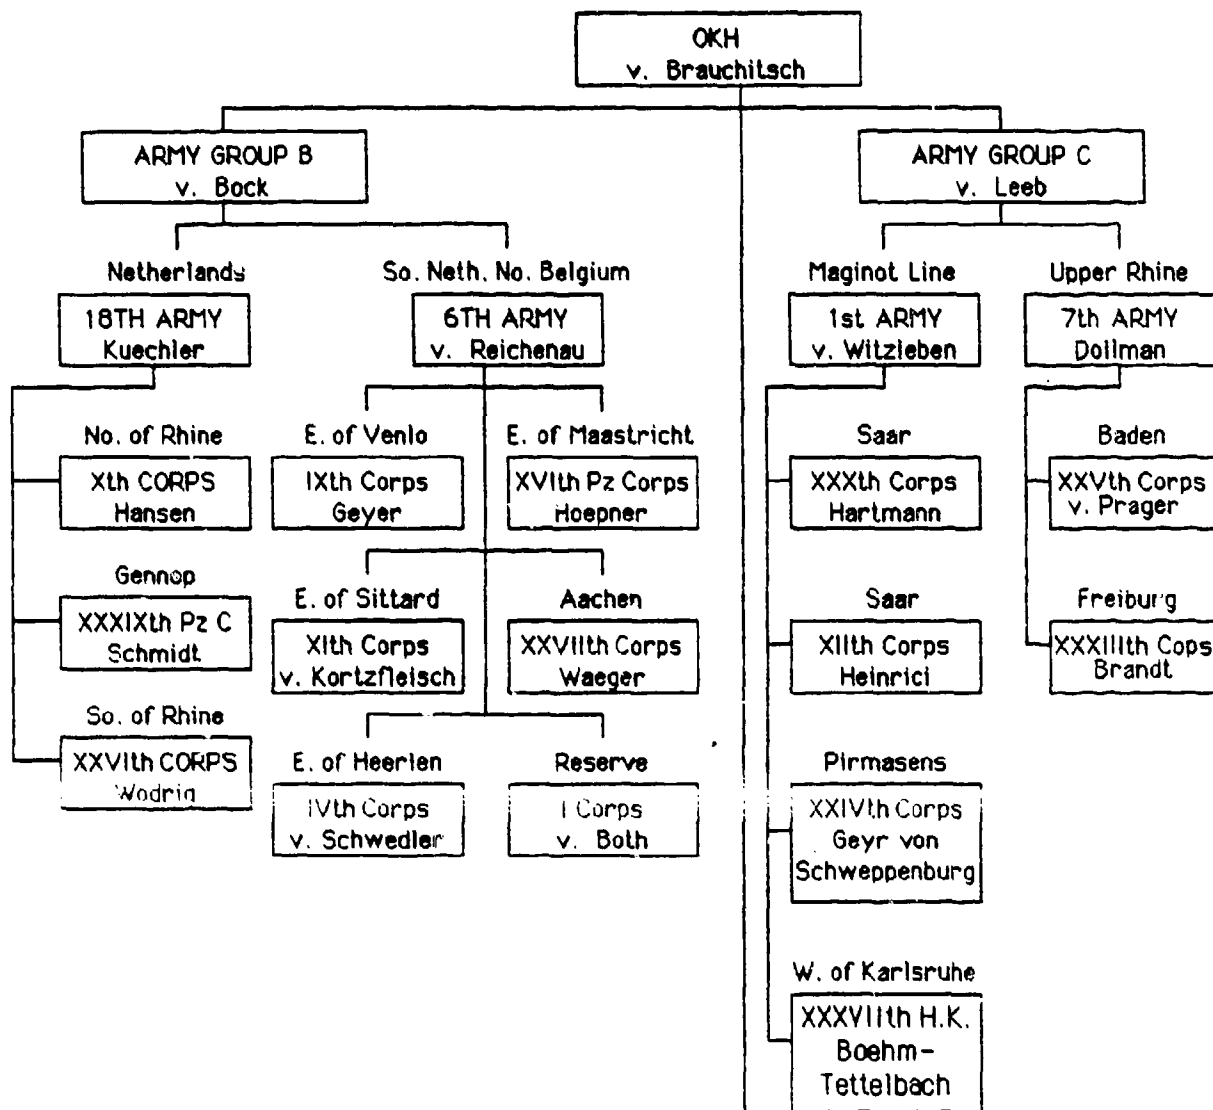 OKH
v. Brauchitsch
ARMY GROUP B
v. Bock
ARMY GROUP C
v. Leeb
Netherlands
18TH ARMY
Kuechler
So. Neth. No. Belgium
6TH ARMY
v. Reichenau
Maginot Line
1st ARMY
v. Witzleben
Upper Rhine
7th ARMY
Dollman
No. of Rhine
Xth CORPS
Hansen
E. of Venlo
IXth Corps
Geyer
E. of Maastricht
XVIth Pz Corps
Hoepner
Saar
XXXth Corps
Hartmann
Baden
XXVth Corps
v. Prager
Gennop
XXXIXth Pz C
Schmidt
E. of Sittard
XIth Corps
v. Kortzfleisch
Aachen
XXVIIth Corps
Waeger
Saar
XIIth Corps
Heinrici
Freiburg
XXXIIIth Cops
Brandt
So. of Rhine
XXVIth CORPS
Wodrig
E. of Heerlen
IVth Corps
v. Schwedler
Reserve
I Corps
v. Both
Pirmasens
XXIVth Corps
Geyr von
Schweppenburg
W. of Karlsruhe
XXXVIIth H.K.
Boehm-
Tettelbach